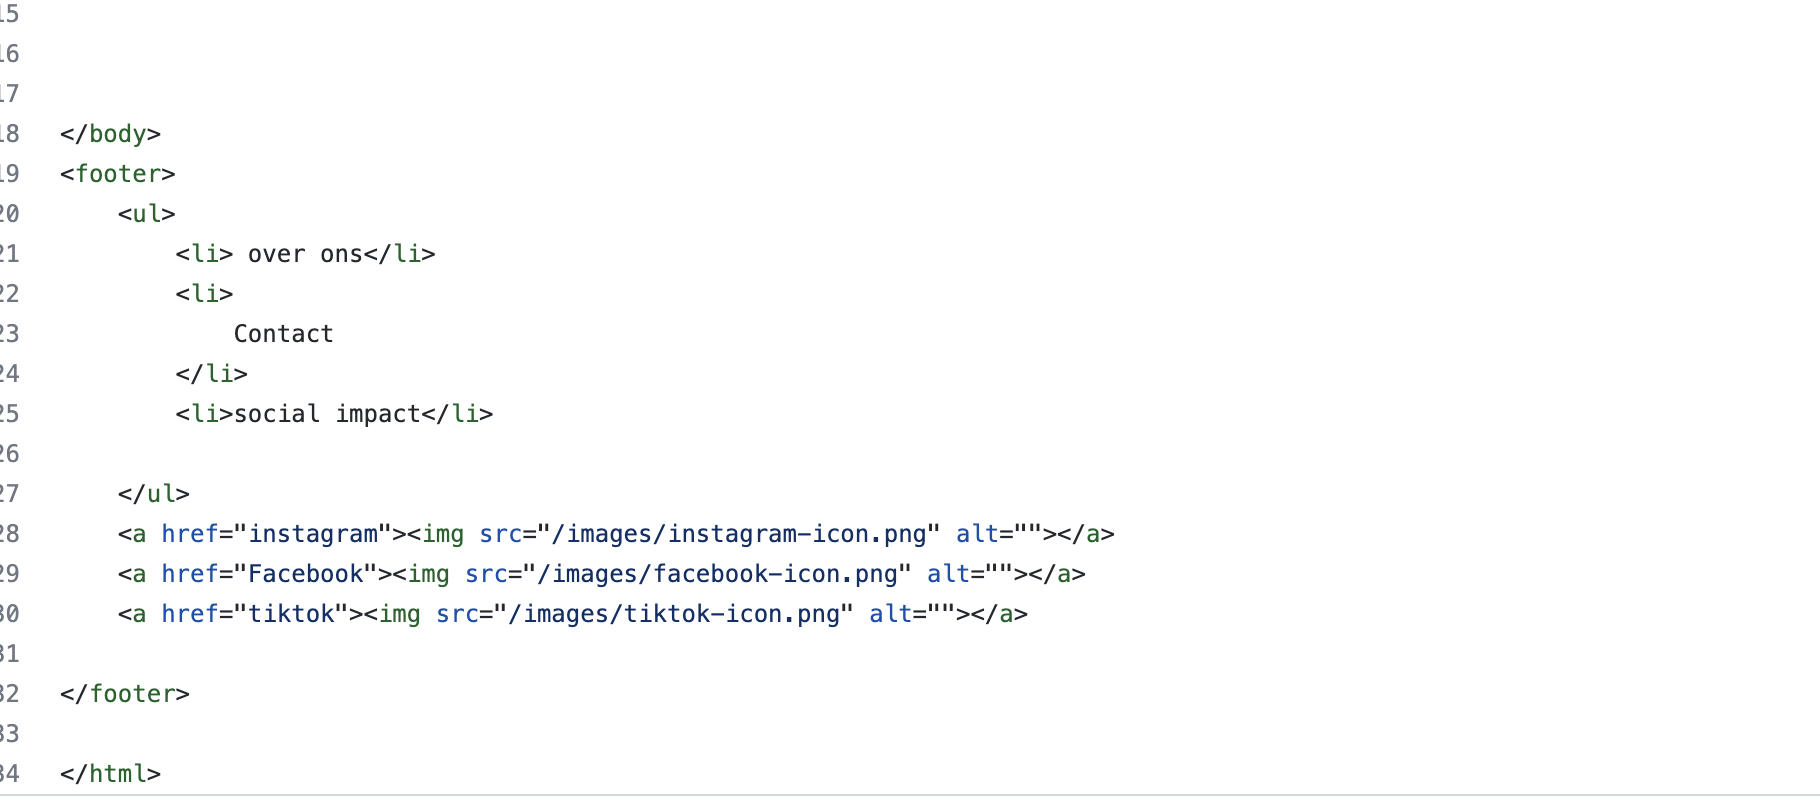 15
16
17
18 </body>
19 <footer>
20     <ul>
21         <li> over ons</li>
22         <li>
23             Contact
24         </li>
25         <li>social impact</li>
26
27     </ul>
28     <a href="instagram"><img src="/images/instagram-icon.png" alt=""></a>
29     <a href="Facebook"><img src="/images/facebook-icon.png" alt=""></a>
30     <a href="tiktok"><img src="/images/tiktok-icon.png" alt=""></a>
31
32 </footer>
33
34 </html>